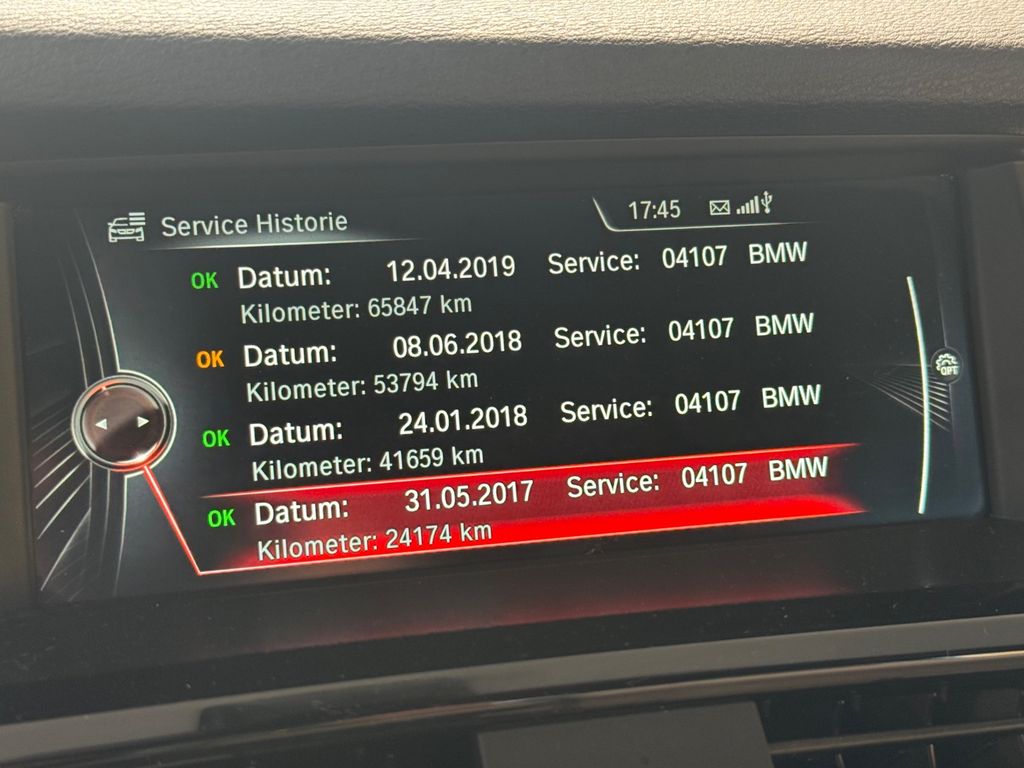 Service Historie 17:45
OK Datum: 12.04.2019 Service: 04107 BMW
Kilometer: 65847 km
OK Datum: 08.06.2018 Service: 04107 BMW
Kilometer: 53794 km
OK Datum: 24.01.2018 Service: 04107 BMW
Kilometer: 41659 km
OK Datum: 31.05.2017 Service: 04107 BMW
Kilometer: 24174 km
OPT